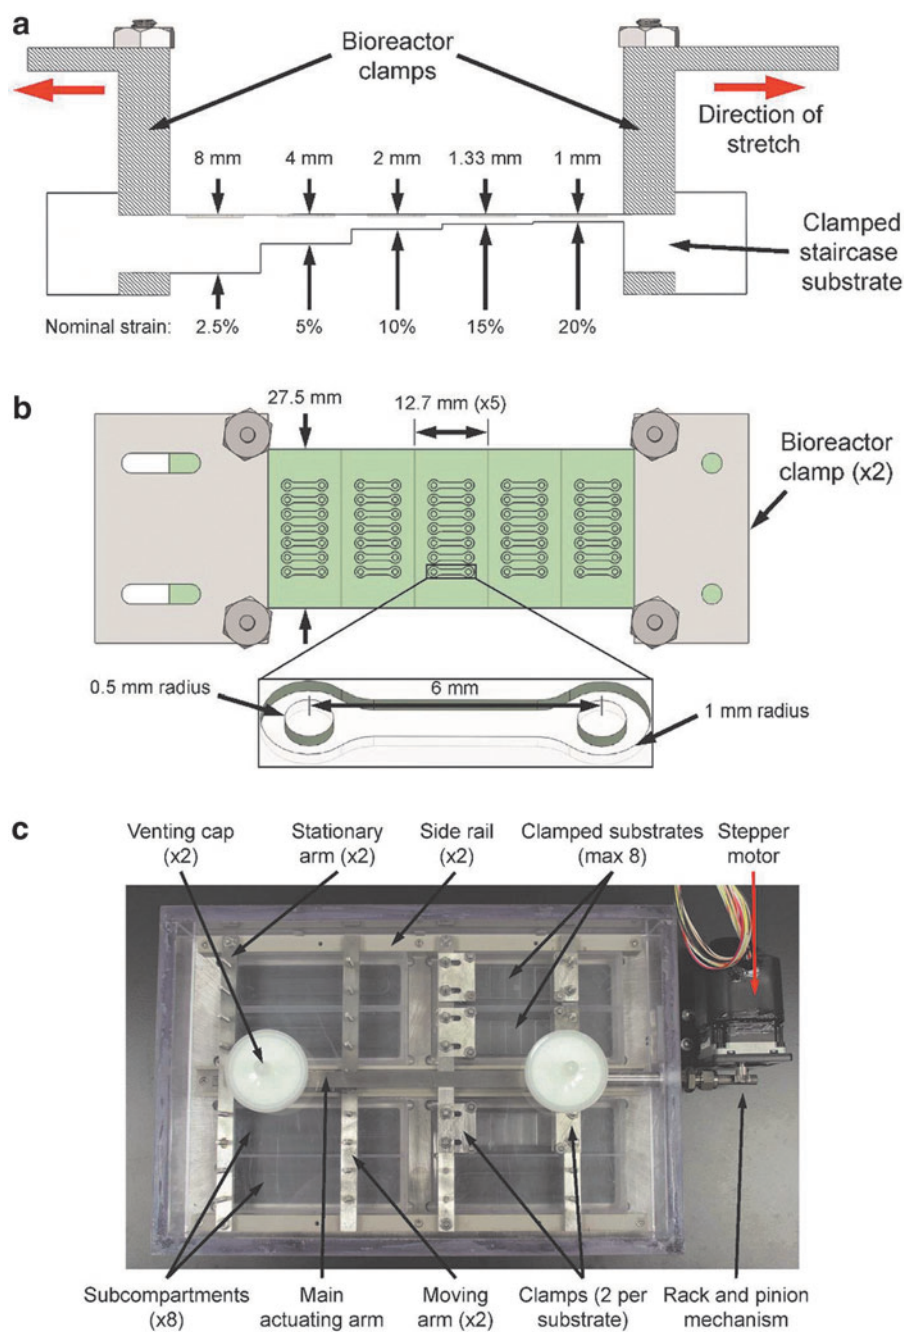 a
Bioreactor
clamps
Direction of
stretch
8 mm
4 mm
2 mm
1.33 mm
1 mm
Clamped
staircase
substrate
Nominal strain:
2.5%
5%
10%
15%
20%
b
27.5 mm
12.7 mm (x5)
Bioreactor
clamp (x2)
0.5 mm radius
6 mm
1 mm radius
c
Venting cap
(x2)
Stationary
arm (x2)
Side rail
(x2)
Clamped substrates
(max 8)
Stepper
motor
Subcompartments
(x8)
Main
actuating arm
Moving
arm (x2)
Clamps (2 per
substrate)
Rack and pinion
mechanism